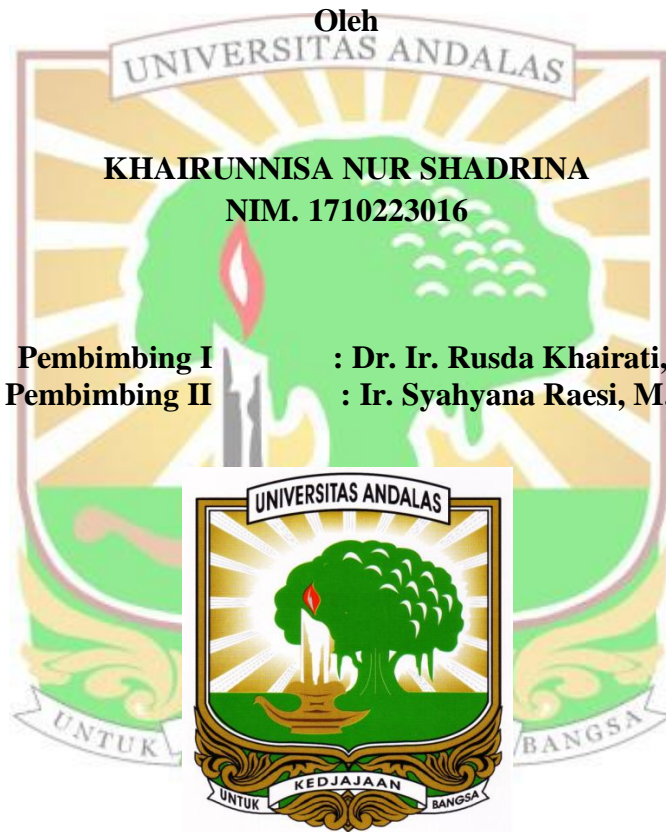 Oleh
UNIVERSITAS ANDALAS
KHAIRUNNISA NUR SHADRINA
NIM. 1710223016
Pembimbing I : Dr. Ir. Rusda Khairati,
Pembimbing II : Ir. Syahyana Raesi, M.
UNIVERSITAS ANDALAS
UNTUK BANGSA
KEDJAJAAN
UNTUK BANGSA